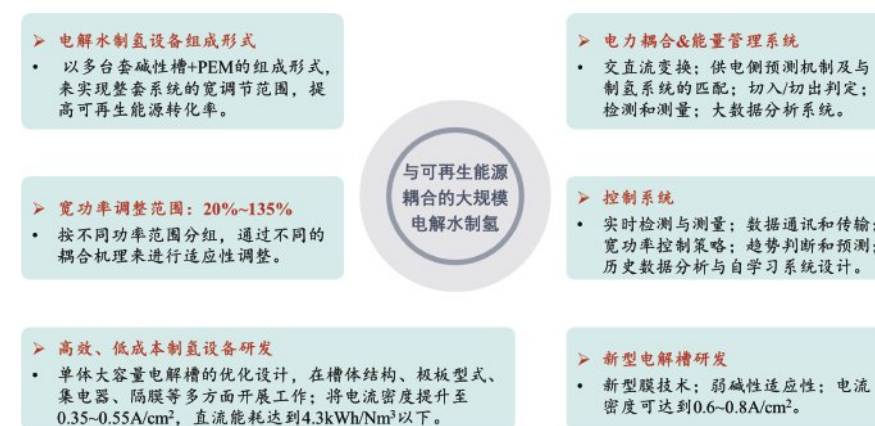 ➢ 电解水制氢设备组成形式
• 以多台套碱性槽+PEM的组成形式，
来实现整套系统的宽调节范围，提
高可再生能源转化率。
➢ 宽功率调整范围：20%~135%
• 按不同功率范围分组，通过不同的
耦合机理来进行适应性调整。
➢ 高效、低成本制氢设备研发
• 单体大容量电解槽的优化设计，在槽体结构、极板型式、
集电器、隔膜等多方面开展工作；将电流密度提升至
0.35~0.55A/cm²，直流能耗达到4.3kWh/Nm³以下。
与可再生能源
耦合的大规模
电解水制氢
➢ 电力耦合&能量管理系统
• 交直流变换；供电侧预测机制及与
制氢系统的匹配；切入/切出判定；
检测和测量；大数据分析系统。
➢ 控制系统
• 实时检测与测量；数据通讯和传输；
宽功率控制策略；趋势判断和预测；
历史数据分析与自学习系统设计。
➢ 新型电解槽研发
• 新型膜技术；弱碱性适应性；电流
密度可达到0.6~0.8A/cm²。